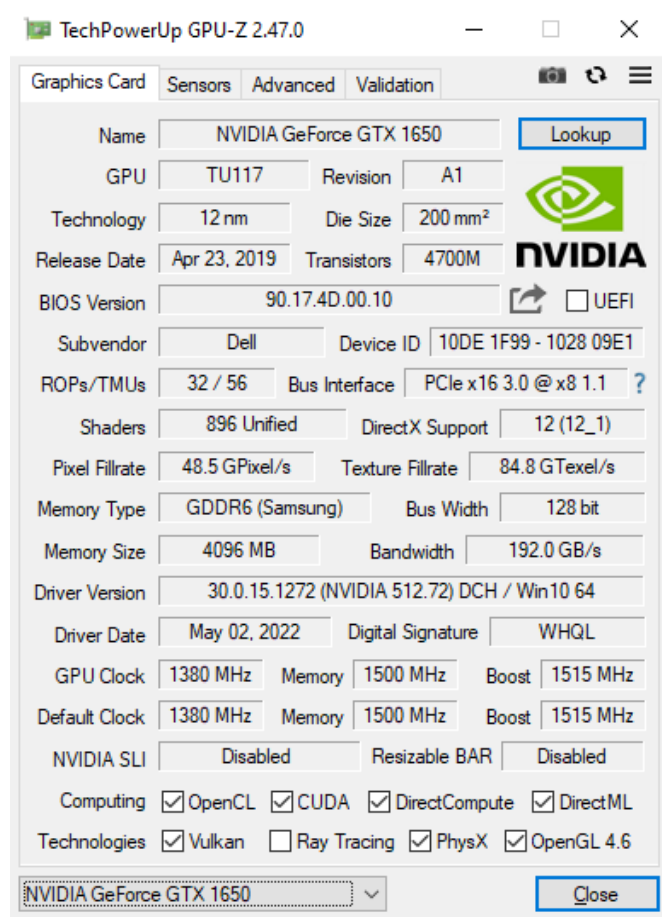 TechPowerUp GPU-Z 2.47.0
Graphics Card Sensors Advanced Validation
Name NVIDIA GeForce GTX 1650 Lookup
GPU TU117 Revision A1
Technology 12 nm Die Size 200 mm²
Release Date Apr 23, 2019 Transistors 4700M
NVIDIA
BIOS Version 90.17.4D.00.10 UEFI
Subvendor Dell Device ID 10DE 1F99 - 1028 09E1
ROPs/TMUs 32 / 56 Bus Interface PCIe x16 3.0 @ x8 1.1 ?
Shaders 896 Unified DirectX Support 12 (12_1)
Pixel Fillrate 48.5 GPixel/s Texture Fillrate 84.8 GTexel/s
Memory Type GDDR6 (Samsung) Bus Width 128 bit
Memory Size 4096 MB Bandwidth 192.0 GB/s
Driver Version 30.0.15.1272 (NVIDIA 512.72) DCH / Win10 64
Driver Date May 02, 2022 Digital Signature WHQL
GPU Clock 1380 MHz Memory 1500 MHz Boost 1515 MHz
Default Clock 1380 MHz Memory 1500 MHz Boost 1515 MHz
NVIDIA SLI Disabled Resizable BAR Disabled
Computing OpenCL CUDA DirectCompute DirectML
Technologies Vulkan Ray Tracing PhysX OpenGL 4.6
NVIDIA GeForce GTX 1650 Close